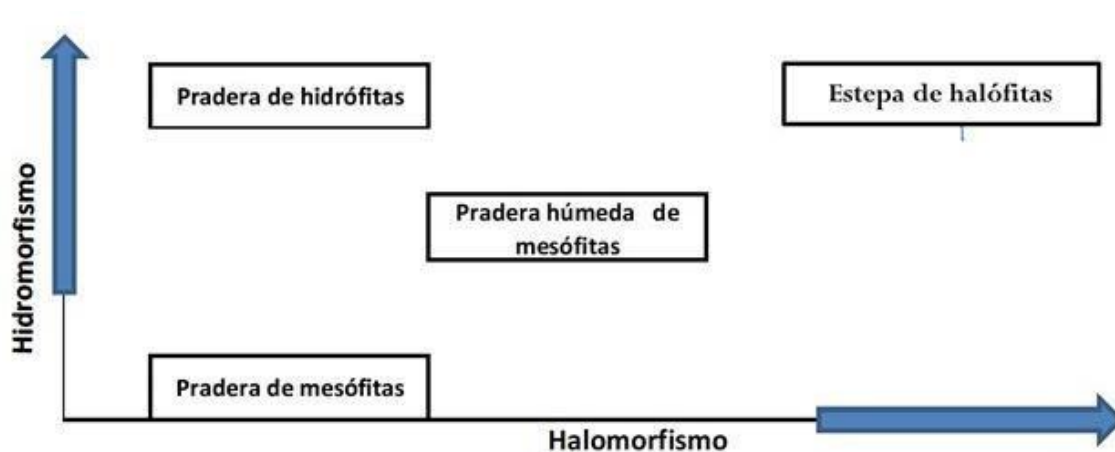 Pradera de hidrófitas
Estepa de halófitas
Hidromorfismo
Pradera húmeda de
mesófitas
Pradera de mesófitas
Halomorfismo